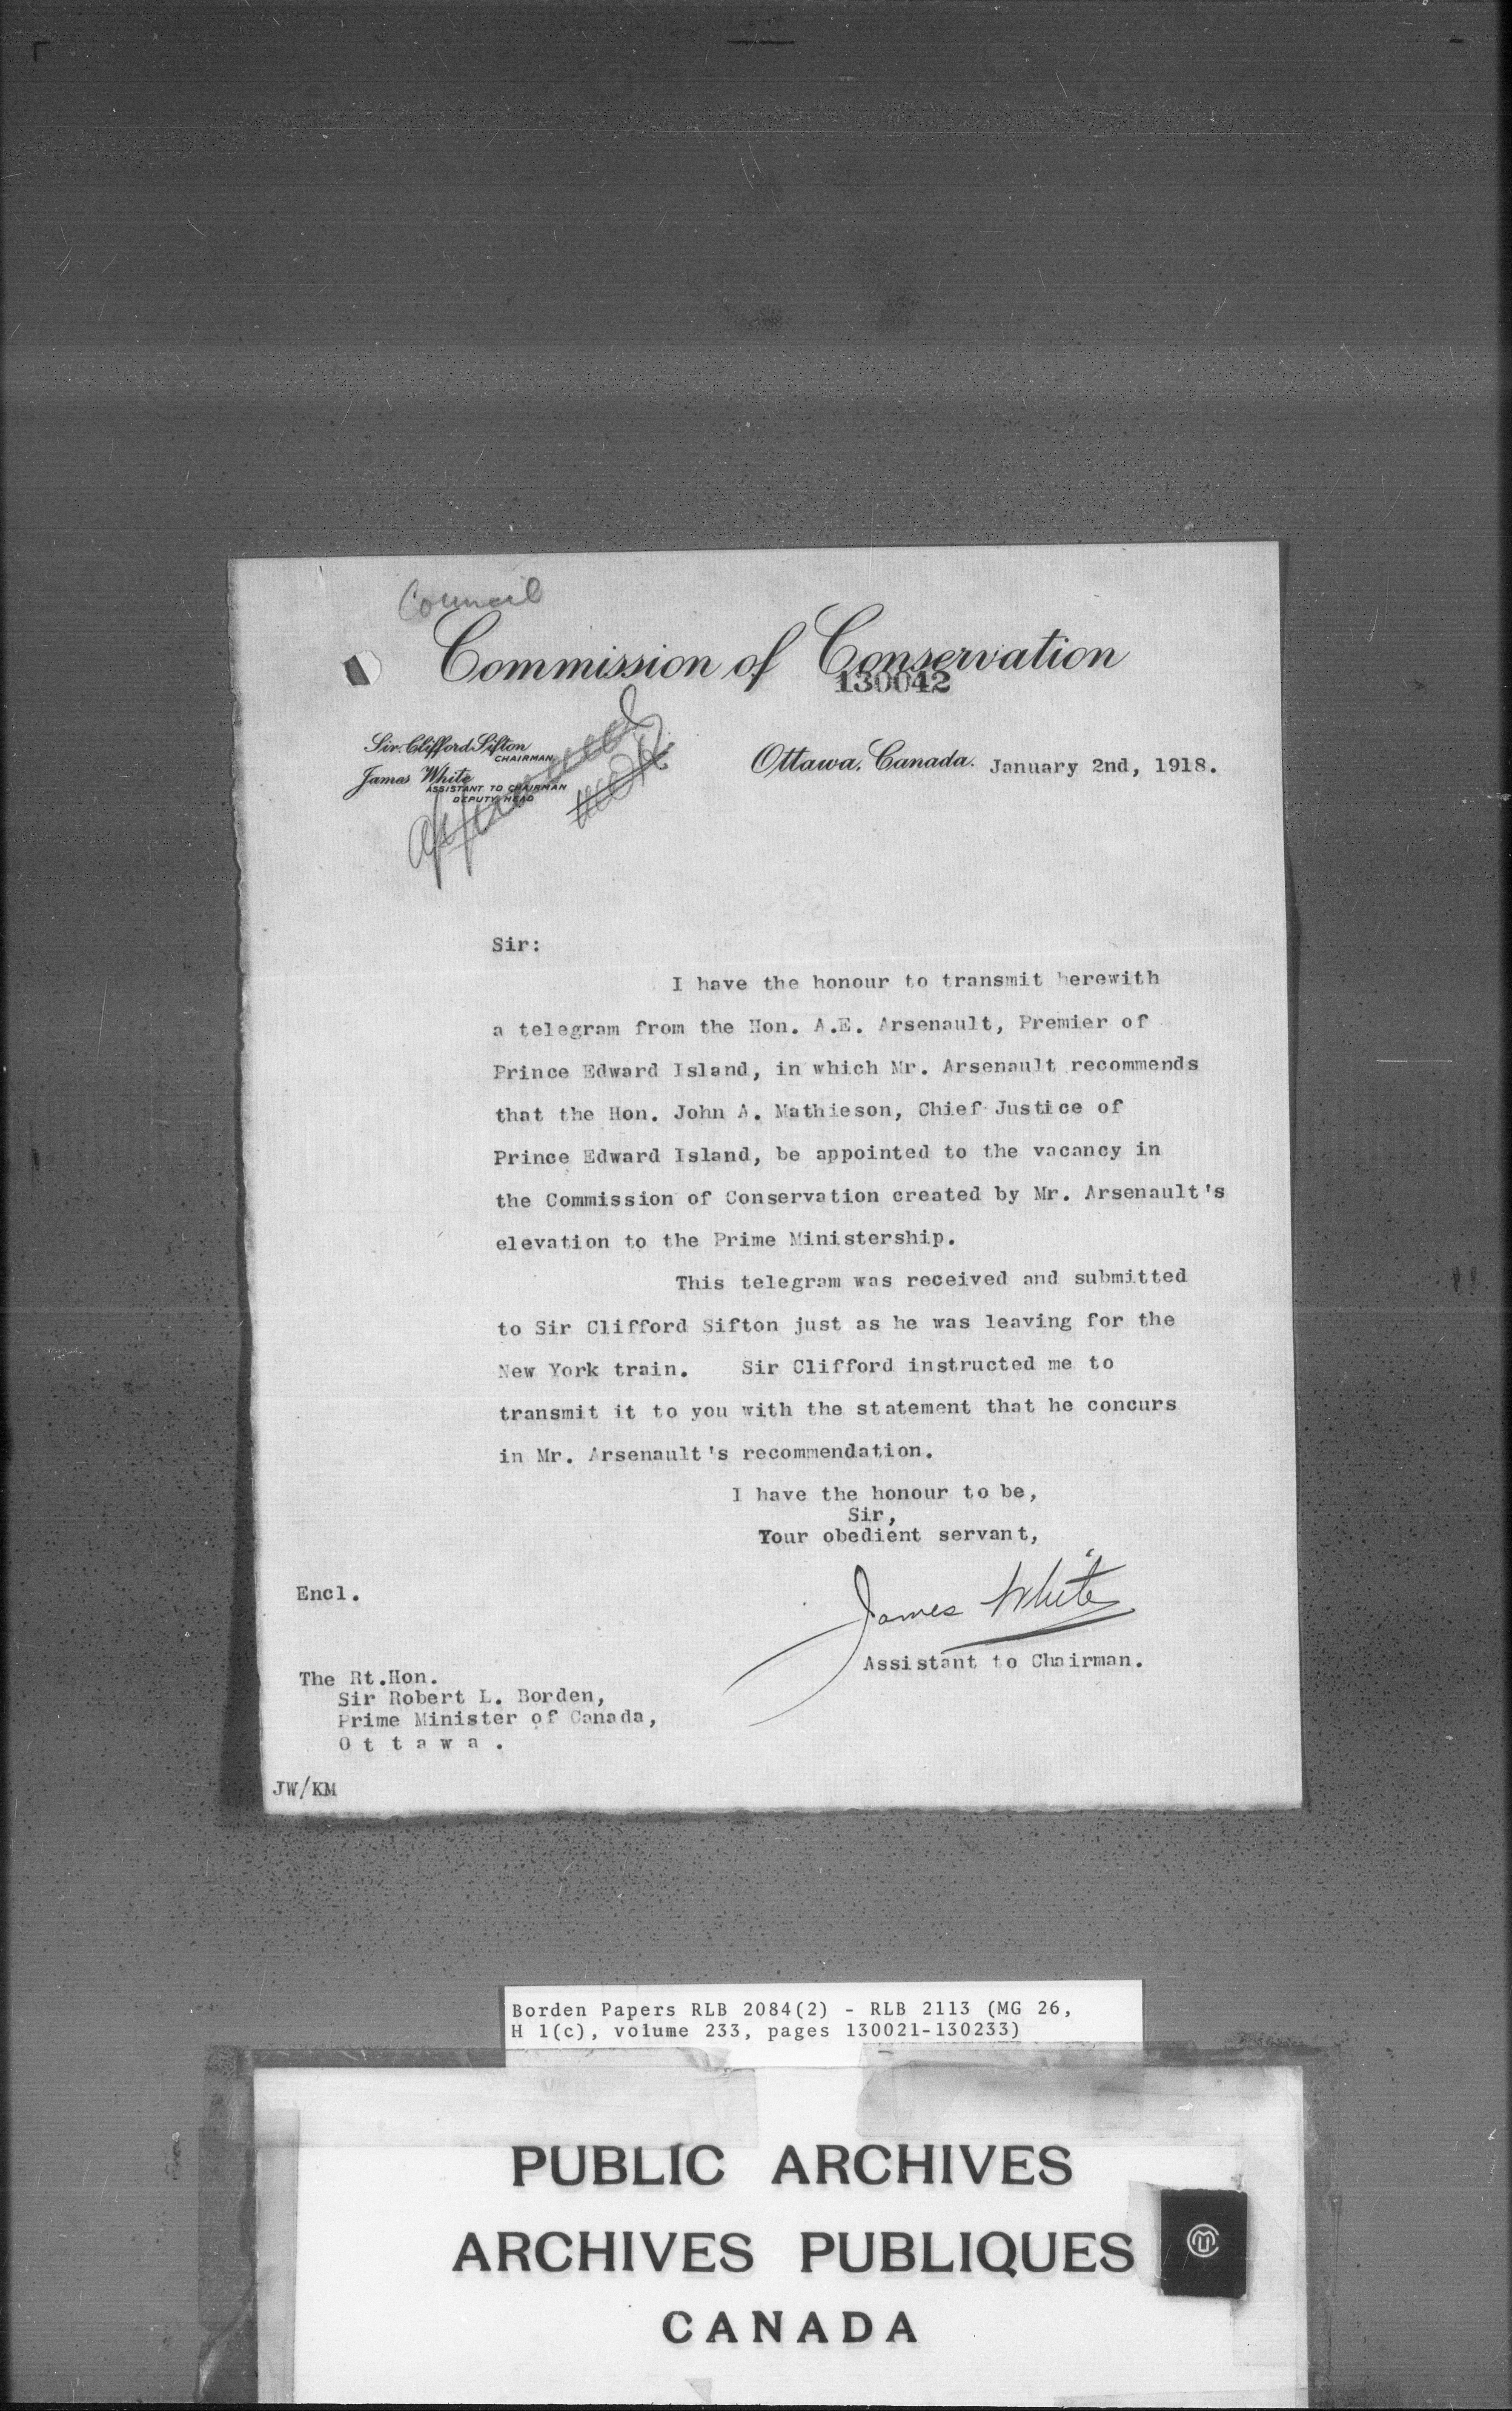 Council
Commission of Conservation
130042
Sir Clifford Sifton
CHAIRMAN
James White
ASSISTANT TO CHAIRMAN
DEPUTY HEAD
Ottawa, Canada. January 2nd, 1918.
Sir:
I have the honour to transmit herewith
a telegram from the Hon. A.E. Arsenault, Premier of
Prince Edward Island, in which Mr. Arsenault recommends
that the Hon. John A. Mathieson, Chief Justice of
Prince Edward Island, be appointed to the vacancy in
the Commission of Conservation created by Mr. Arsenault's
elevation to the Prime Ministership.
This telegram was received and submitted
to Sir Clifford Sifton just as he was leaving for the
New York train. Sir Clifford instructed me to
transmit it to you with the statement that he concurs
in Mr. Arsenault's recommendation.
I have the honour to be,
Sir,
Your obedient servant,
James White
Assistant to Chairman.
Encl.
The Rt.Hon.
Sir Robert L. Borden,
Prime Minister of Canada,
O t t a w a .
JW/KM
Borden Papers RLB 2084(2) - RLB 2113 (MG 26,
H 1(c), volume 233, pages 130021-130233)
PUBLIC ARCHIVES
ARCHIVES PUBLIQUES
CANADA